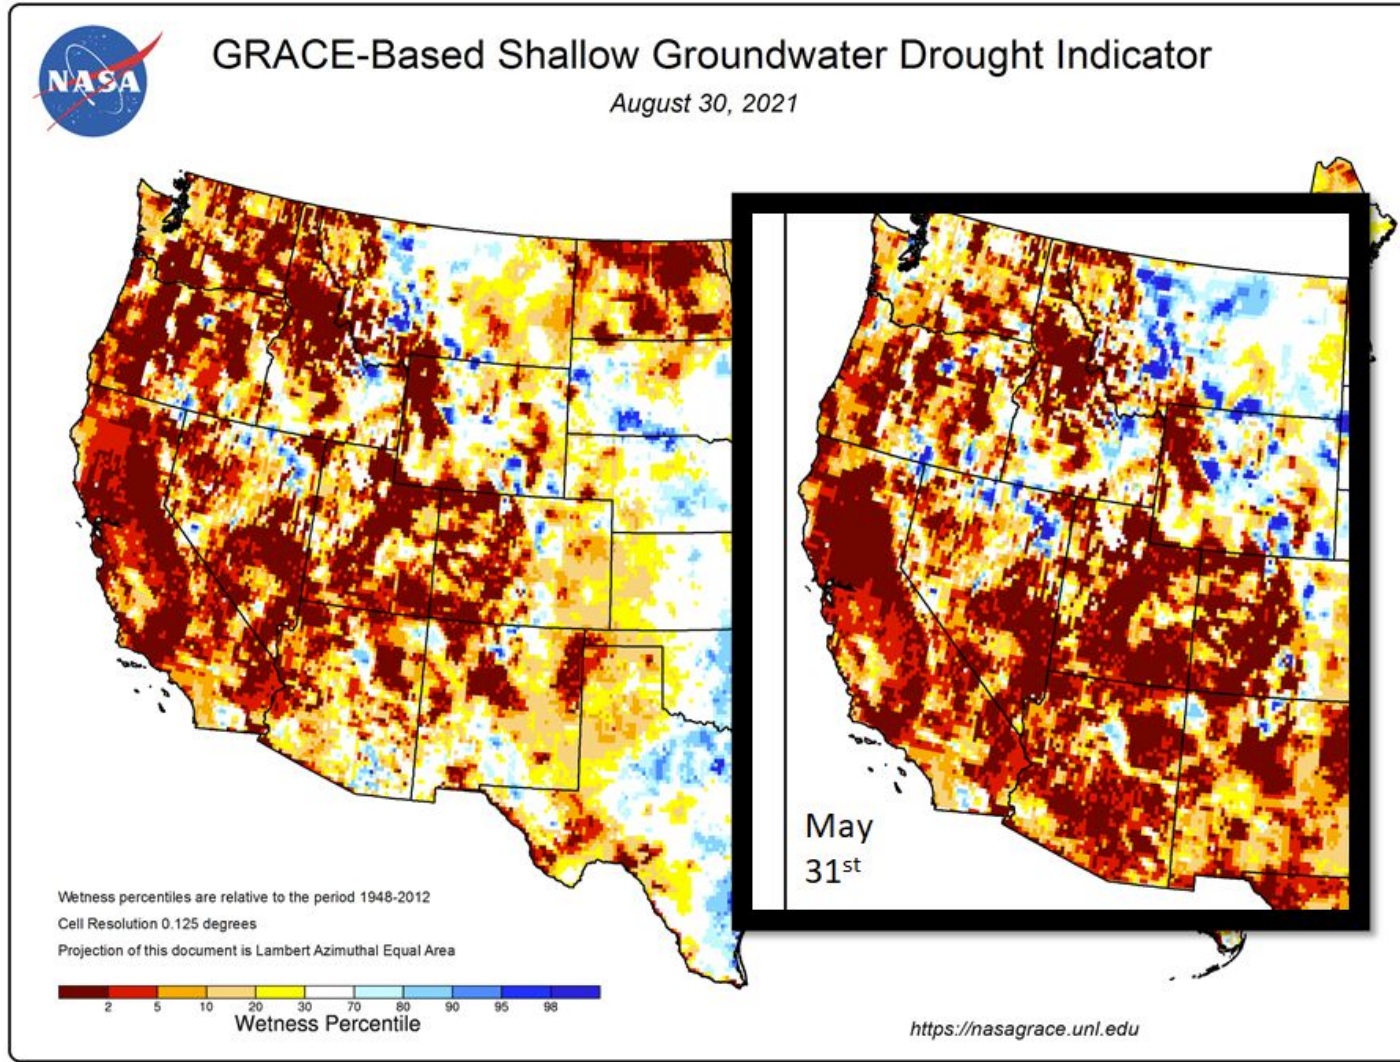 NASA
GRACE-Based Shallow Groundwater Drought Indicator
August 30, 2021
May
31st
Wetness percentiles are relative to the period 1948-2012
Cell Resolution 0.125 degrees
Projection of this document is Lambert Azimuthal Equal Area
2 5 10 20 30 70 80 90 95 98
Wetness Percentile
https://nasagrace.unl.edu